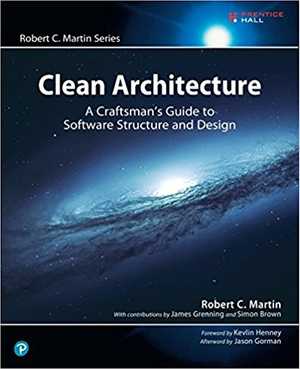 Robert C. Martin Series
PRENTICE
HALL
Clean Architecture
A Craftsman's Guide to
Software Structure and Design
Robert C. Martin
With contributions by James Grenning and Simon Brown
Foreword by Kevlin Henney
Afterword by Jason Gorman
P